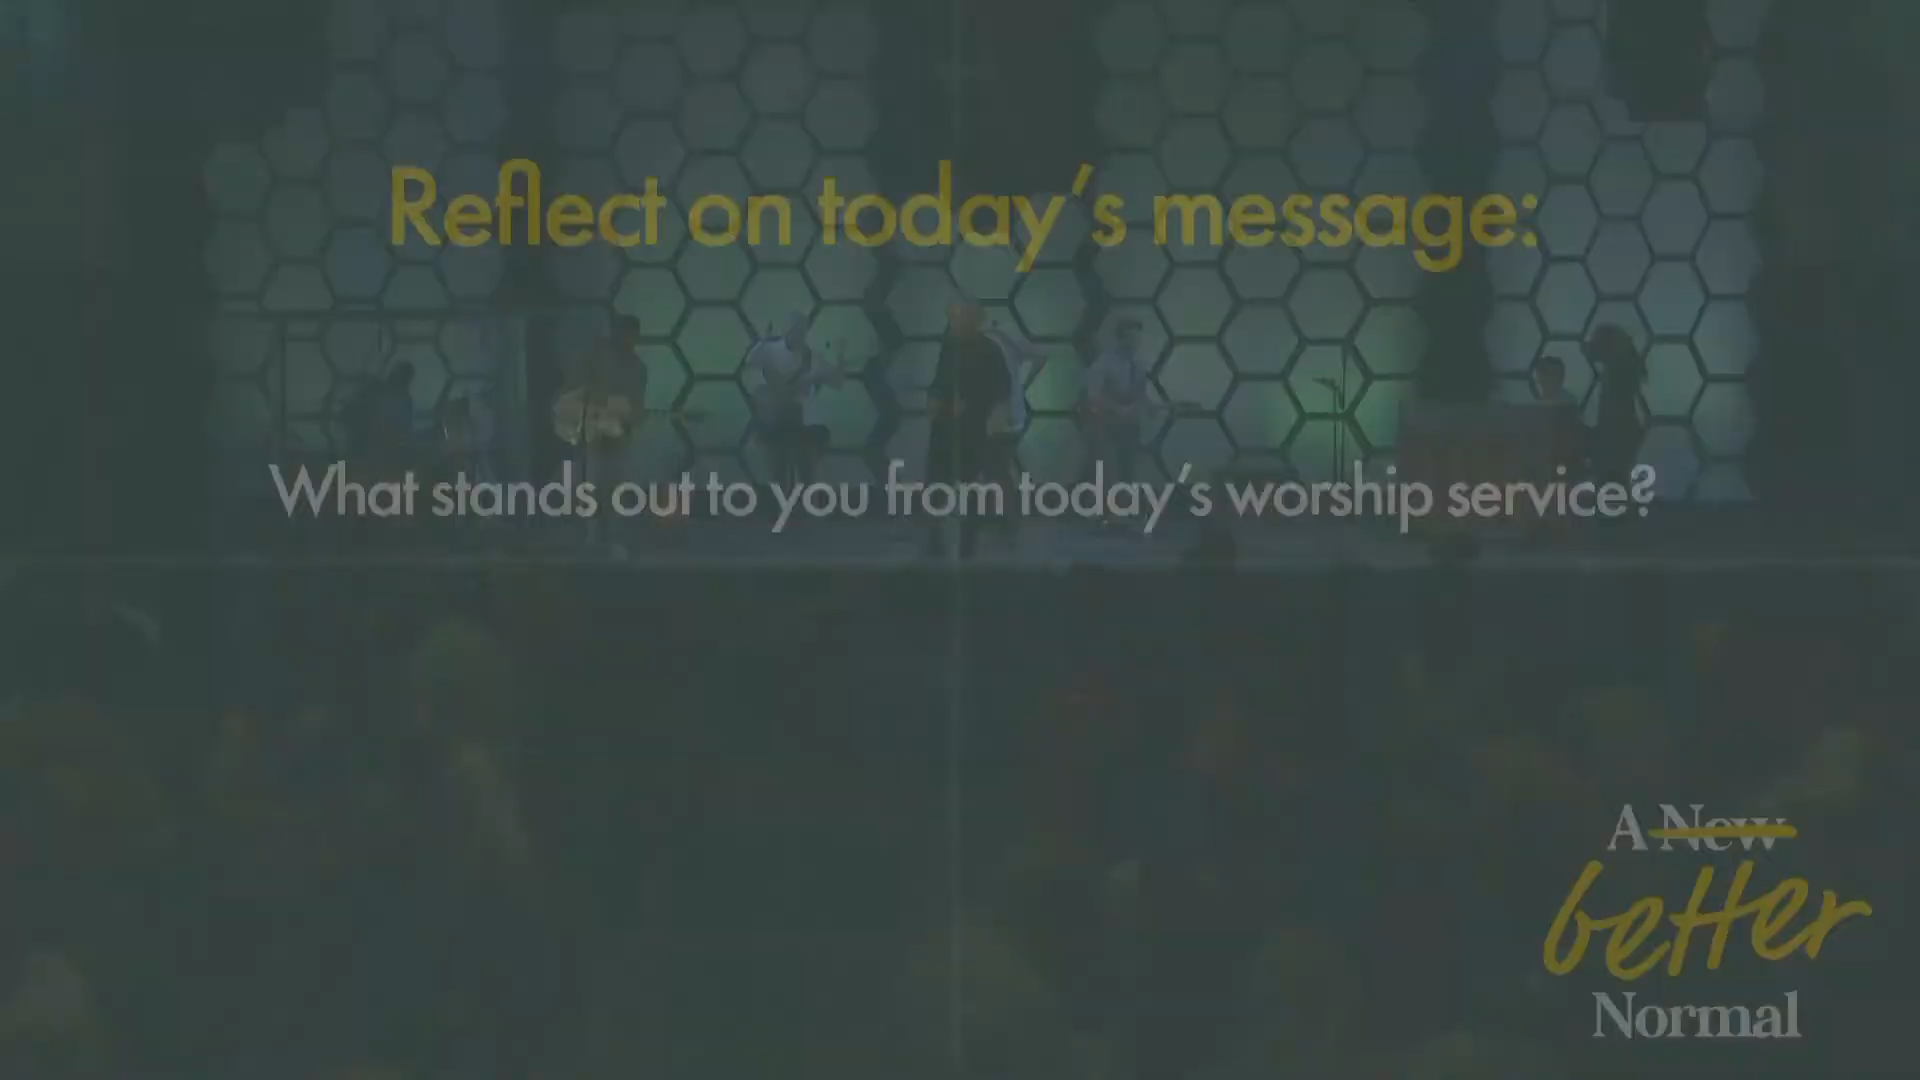 Reflect on today's message:
What stands out to you from today's worship service?
A New
better
Normal